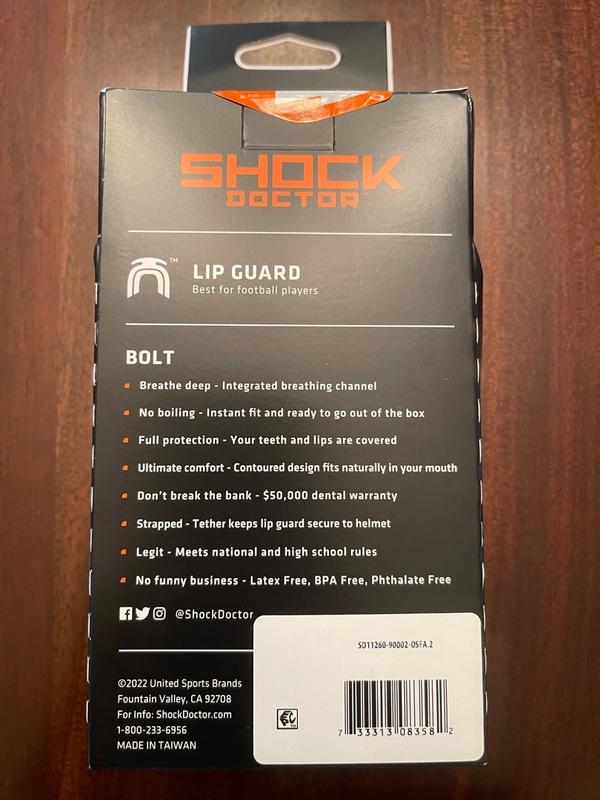 SHOCK
DOCTOR
™
LIP GUARD
Best for football players
BOLT
Breathe deep - Integrated breathing channel
No boiling - Instant fit and ready to go out of the box
Full protection - Your teeth and lips are covered
Ultimate comfort - Contoured design fits naturally in your mouth
Don't break the bank - $50,000 dental warranty
Strapped - Tether keeps lip guard secure to helmet
Legit - Meets national and high school rules
No funny business - Latex Free, BPA Free, Phthalate Free
@ShockDoctor
SD11260-90002-OSFA.2
©2022 United Sports Brands
Fountain Valley, CA 92708
For Info: ShockDoctor.com
1-800-233-6956
MADE IN TAIWAN
7 33313 08358 2